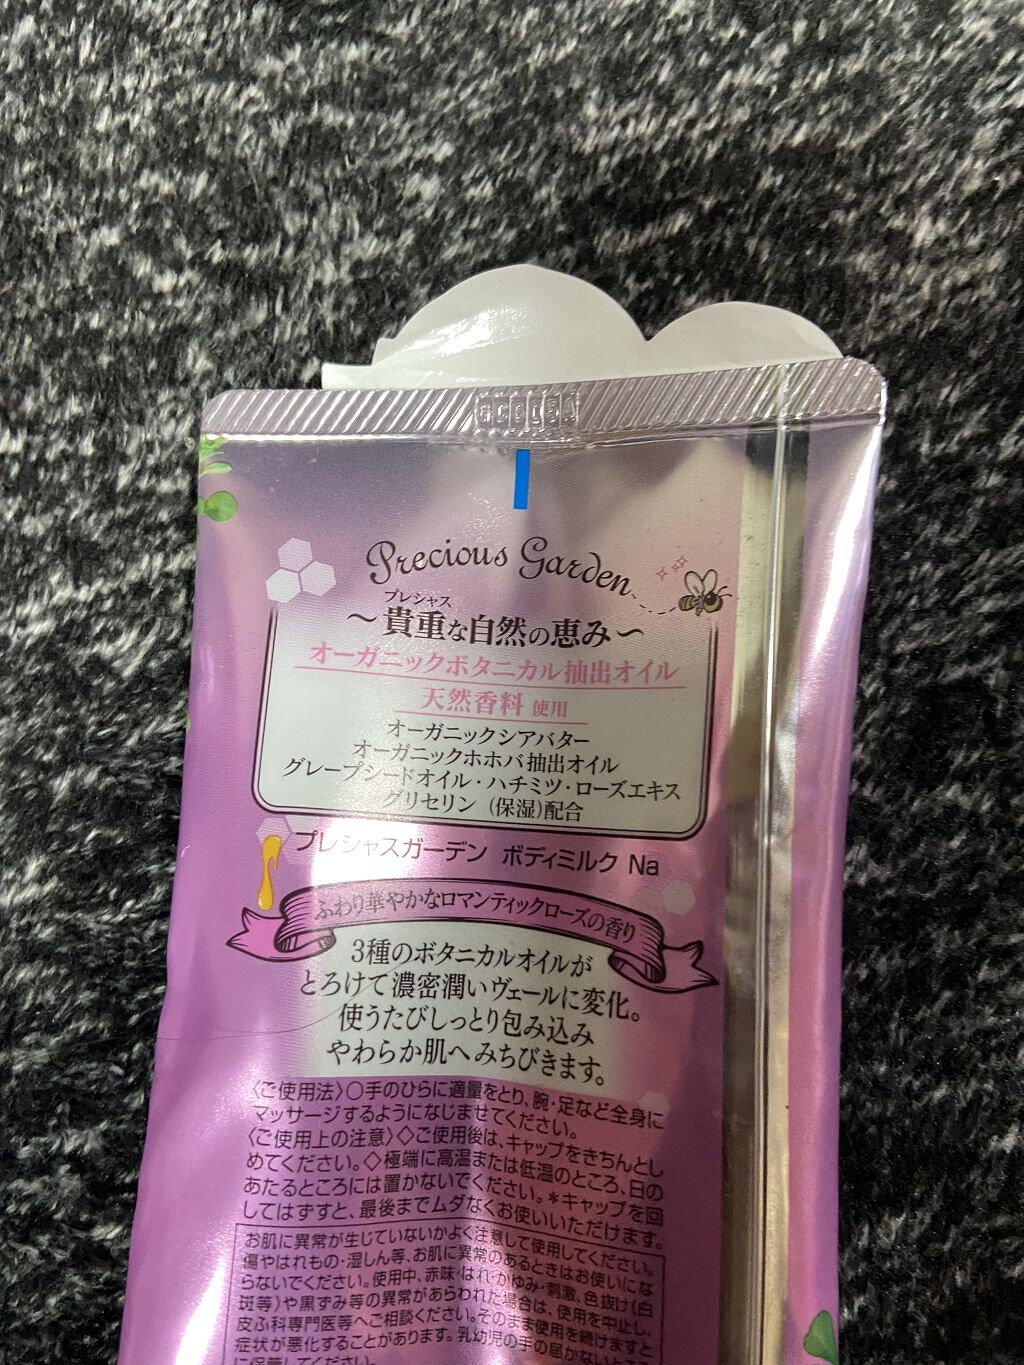 Precious Garden
プレシャス
～貴重な自然の恵み～
オーガニックボタニカル抽出オイル
天然香料 使用
オーガニックシアバター
オーガニックホホバ抽出オイル
グレープシードオイル・ハチミツ・ローズエキス
グリセリン（保湿）配合
プレシャスガーデン ボディミルク Na
ふわり華やかなロマンティックローズの香り
3種のボタニカルオイルが
とろけて濃密潤いヴェールに変化。
使うたびしっとり包み込み
やわらか肌へみちびきます。
〈ご使用法〉○手のひらに適量をとり、腕・足など全身に
マッサージするようになじませてください。
〈ご使用上の注意〉◇ご使用後は、キャップをきちんとし
めてください。◇極端に高温または低温のところ、日の
あたるところには置かないでください。＊キャップを回
してはずすと、最後までムダなくお使いいただけます。
お肌に異常が生じていないかよく注意して使用してください。
傷やはれもの・湿しん等、お肌に異常のあるときはお使いにな
らないでください。使用中、赤味・はれ・かゆみ・刺激、色抜け（白
斑等）や黒ずみ等の異常があらわれた場合は、使用を中止し、
皮ふ科専門医等へご相談ください。そのまま使用を続けますと
症状が悪化することがあります。乳幼児の手の届かないところ
に保管してください。